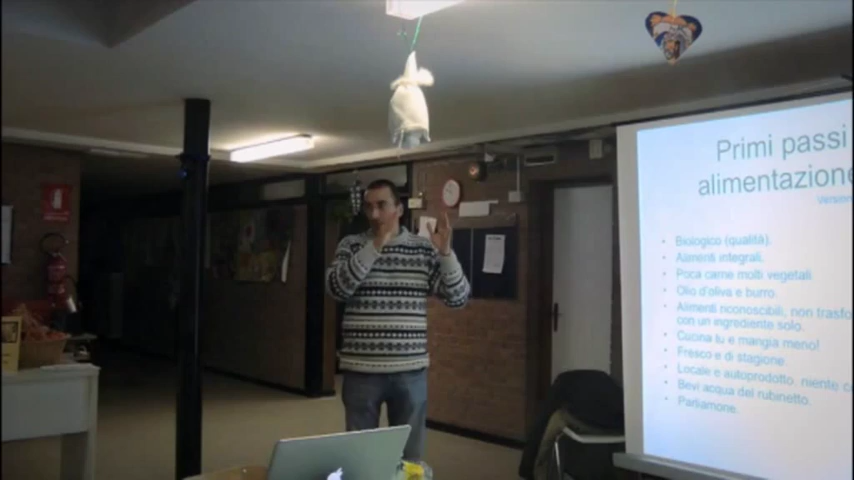 Primi passi
alimentazione
• Biologico (qualità).
• Alimenti integrali.
• Poca carne molti vegetali
• Olio d'oliva e burro.
• Alimenti riconoscibili, non
con un ingrediente solo.
• Cucina tu e mangia meno!
• Fresco e di stagione.
• Locale e autoprodotto. niente
• Bevi acqua del rubinetto.
• Parliamone.